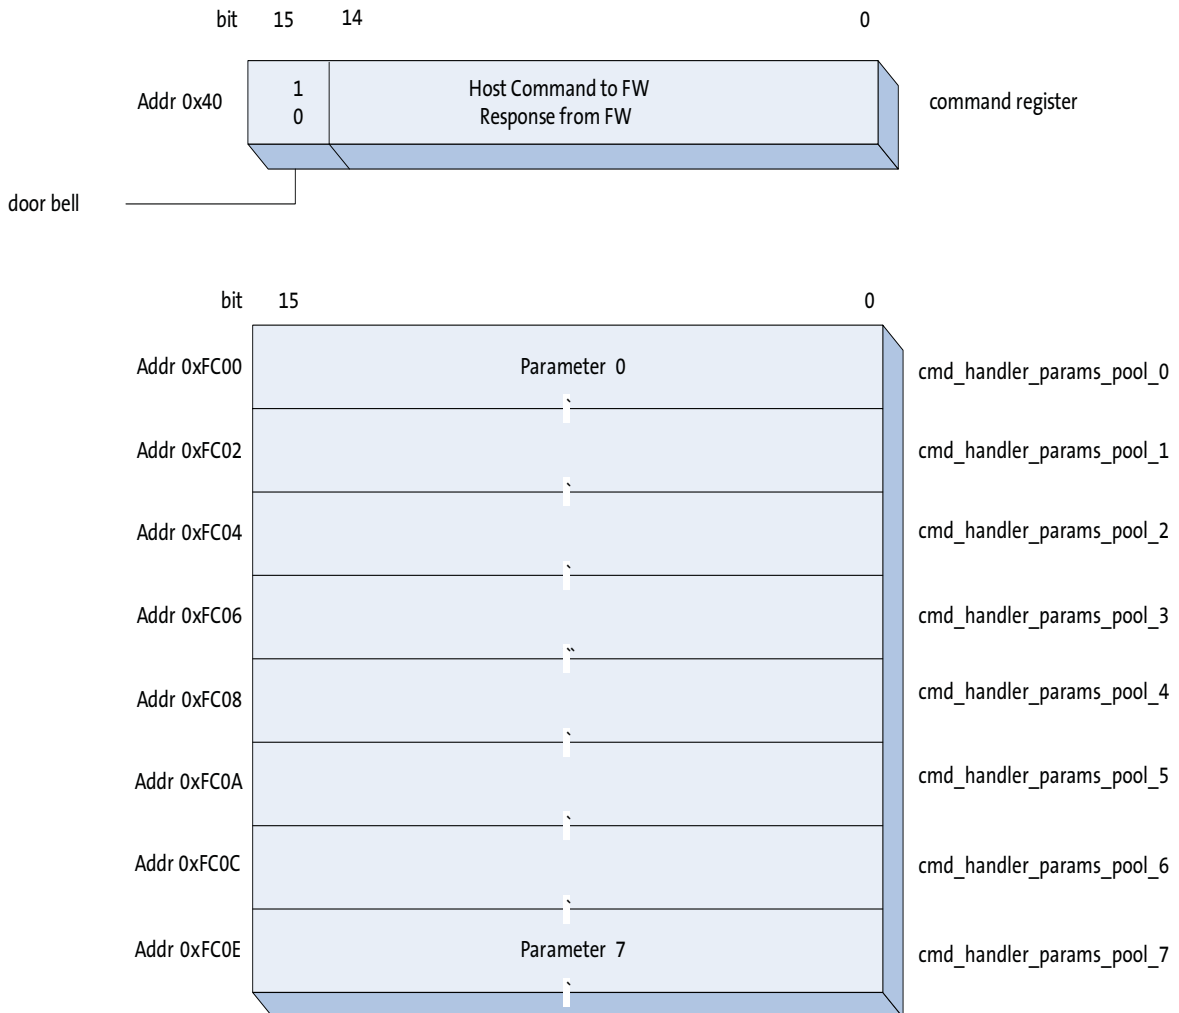 bit 15 14 0
Addr 0x40 1 Host Command to FW command register
0 Response from FW
door bell
bit 15 0
Addr 0xFC00 Parameter 0 cmd_handler_params_pool_0
Addr 0xFC02 cmd_handler_params_pool_1
Addr 0xFC04 cmd_handler_params_pool_2
Addr 0xFC06 cmd_handler_params_pool_3
Addr 0xFC08 cmd_handler_params_pool_4
Addr 0xFC0A cmd_handler_params_pool_5
Addr 0xFC0C cmd_handler_params_pool_6
Addr 0xFC0E Parameter 7 cmd_handler_params_pool_7